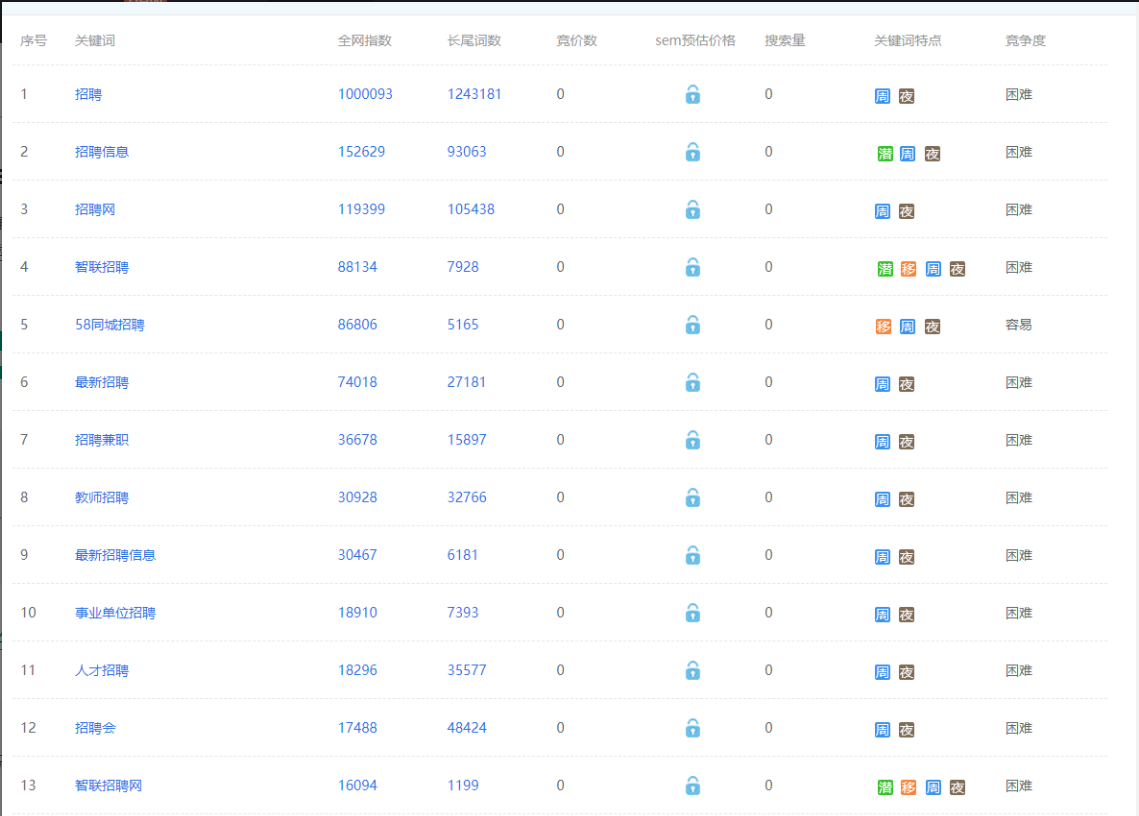 序号 关键词 全网指数 长尾词数 竞价数 sem预估价格 搜索量 关键词特点 竞争度
1 招聘 1000093 1243181 0 0 周 夜 困难
2 招聘信息 152629 93063 0 0 潜 周 夜 困难
3 招聘网 119399 105438 0 0 周 夜 困难
4 智联招聘 88134 7928 0 0 潜 移 周 夜 困难
5 58同城招聘 86806 5165 0 0 移 周 夜 容易
6 最新招聘 74018 27181 0 0 周 夜 困难
7 招聘兼职 36678 15897 0 0 周 夜 困难
8 教师招聘 30928 32766 0 0 周 夜 困难
9 最新招聘信息 30467 6181 0 0 周 夜 困难
10 事业单位招聘 18910 7393 0 0 周 夜 困难
11 人才招聘 18296 35577 0 0 周 夜 困难
12 招聘会 17488 48424 0 0 周 夜 困难
13 智联招聘网 16094 1199 0 0 潜 移 周 夜 困难